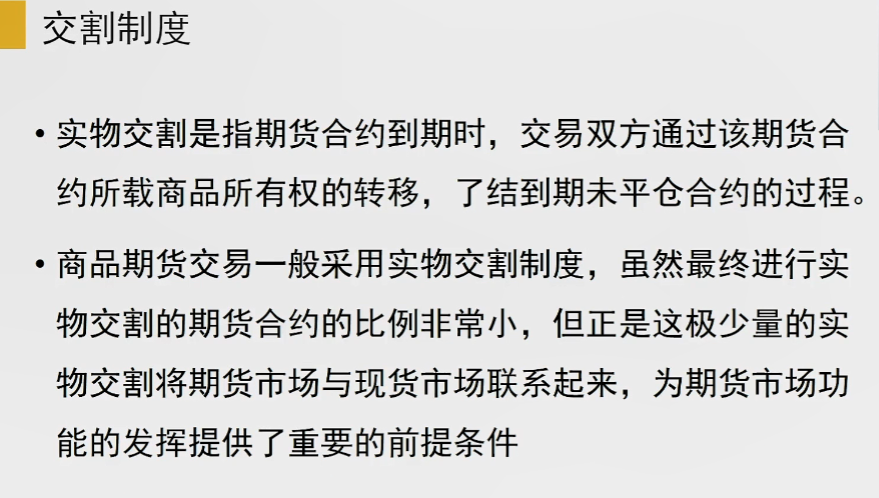 交割制度
• 实物交割是指期货合约到期时，交易双方通过该期货合
约所载商品所有权的转移，了结到期未平仓合约的过程。
• 商品期货交易一般采用实物交割制度，虽然最终进行实
物交割的期货合约的比例非常小，但正是这极少量的实
物交割将期货市场与现货市场联系起来，为期货市场功
能的发挥提供了重要的前提条件